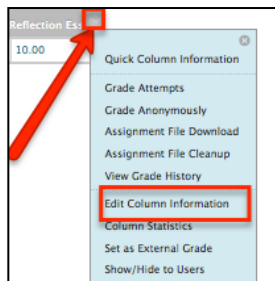 Reflection Es
10.00
Quick Column Information
Grade Attempts
Grade Anonymously
Assignment File Download
Assignment File Cleanup
View Grade History
Edit Column Information
Column Statistics
Set as External Grade
Show/Hide to Users